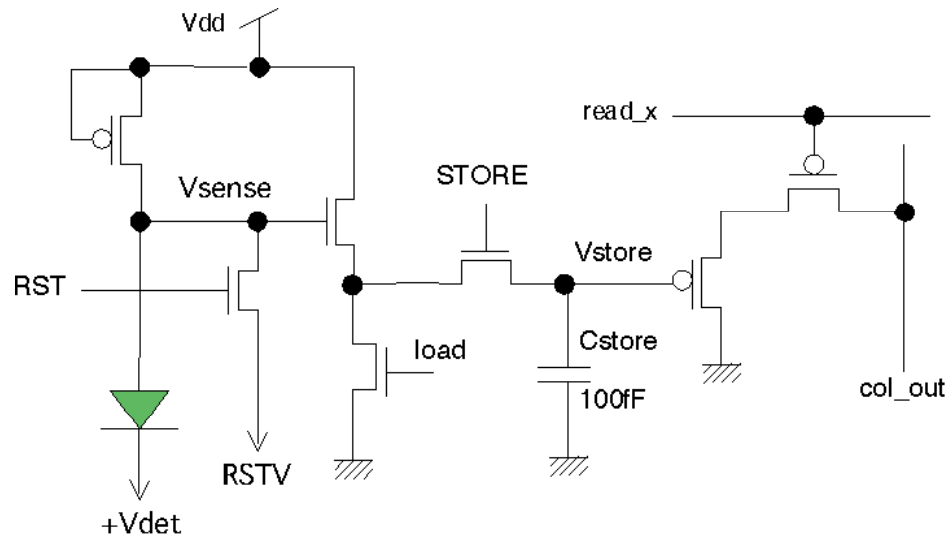 Vdd
read_x
STORE
Vsense
Vstore
RST
load
Cstore
100fF
col_out
RSTV
+Vdet